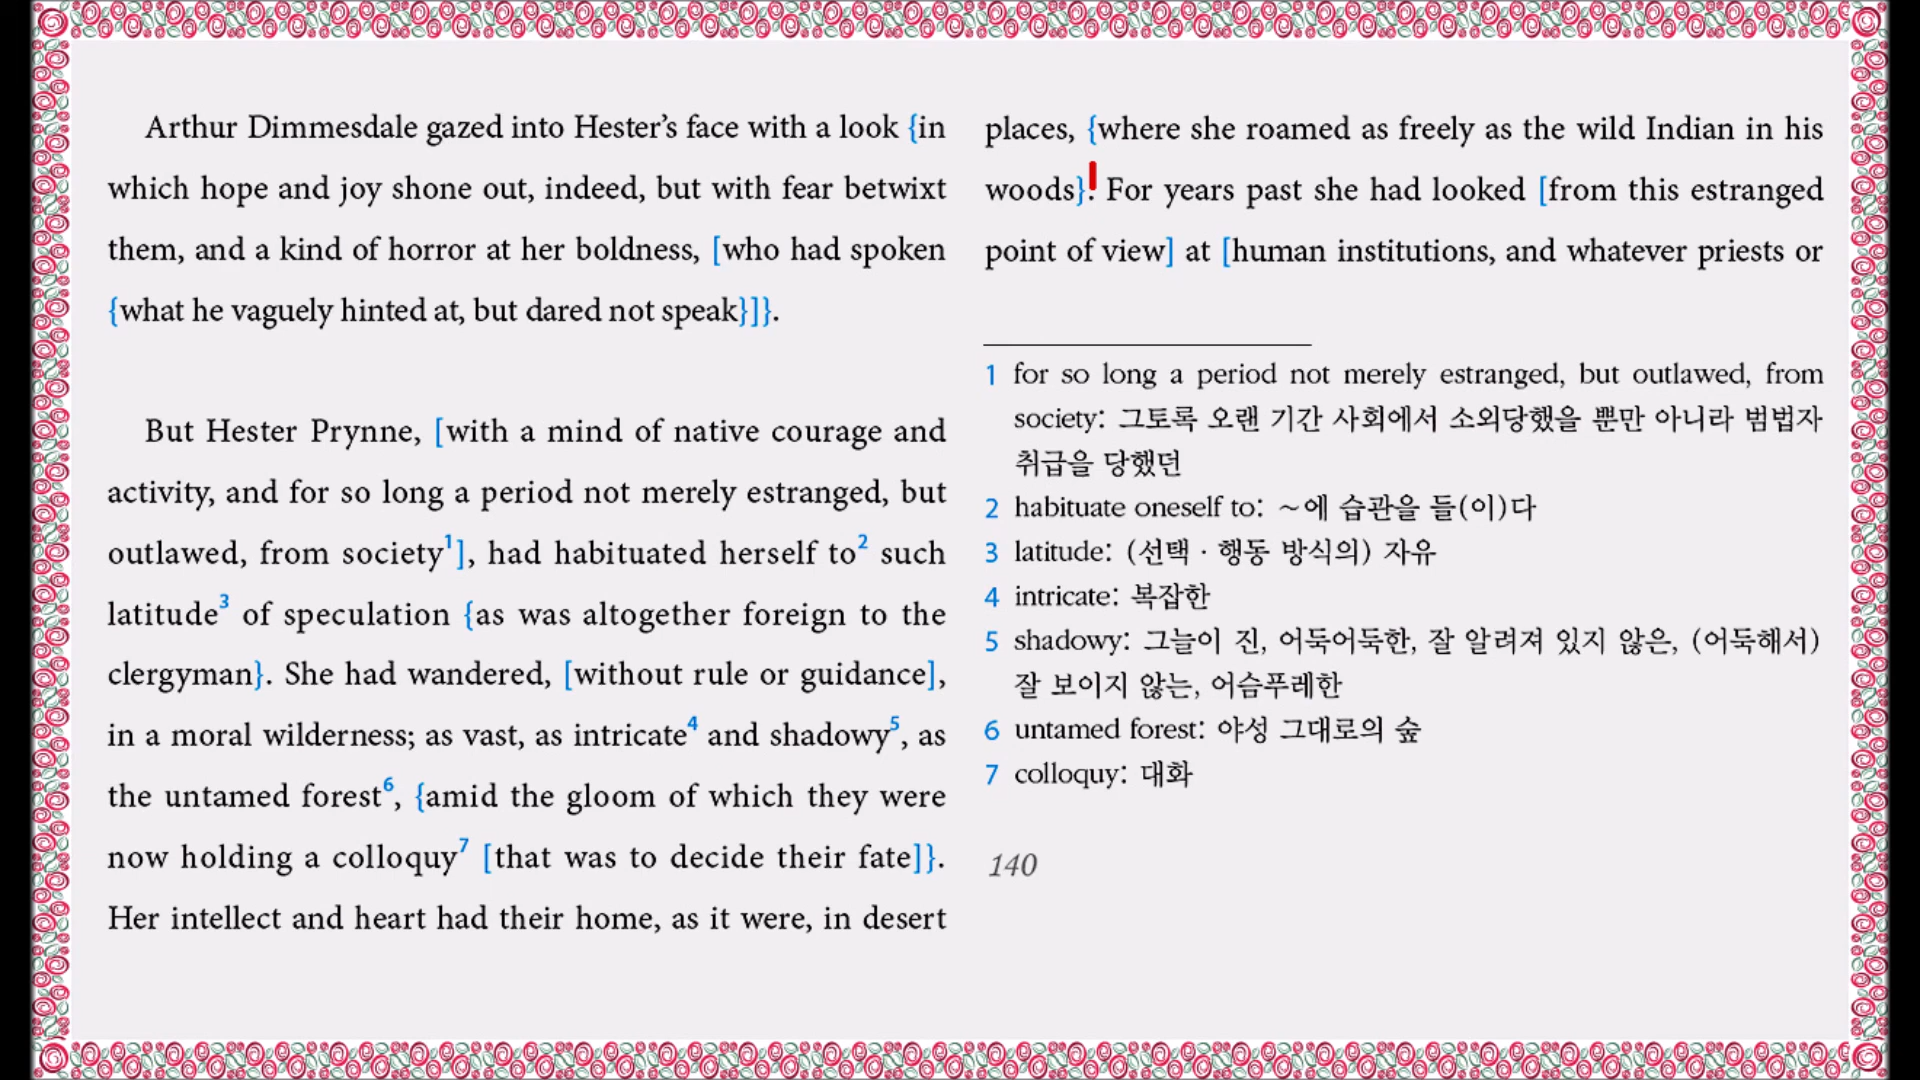 Arthur Dimmesdale gazed into Hester’s face with a look {in
which hope and joy shone out, indeed, but with fear betwixt
them, and a kind of horror at her boldness, [who had spoken
{what he vaguely hinted at, but dared not speak}]}.
But Hester Prynne, [with a mind of native courage and
activity, and for so long a period not merely estranged, but
outlawed, from society1], had habituated herself to2 such
latitude3 of speculation {as was altogether foreign to the
clergyman}. She had wandered, [without rule or guidance],
in a moral wilderness; as vast, as intricate4 and shadowy5, as
the untamed forest6, {amid the gloom of which they were
now holding a colloquy7 [that was to decide their fate]}.
Her intellect and heart had their home, as it were, in desert
places, {where she roamed as freely as the wild Indian in his
woods}. For years past she had looked [from this estranged
point of view] at [human institutions, and whatever priests or
1 for so long a period not merely estranged, but outlawed, from
society: 그토록 오랜 기간 사회에서 소외당했을 뿐만 아니라 범법자
취급을 당했던
2 habituate oneself to: ~에 습관을 들(이)다
3 latitude: (선택 · 행동 방식의) 자유
4 intricate: 복잡한
5 shadowy: 그늘이 진, 어둑어둑한, 잘 알려져 있지 않은, (어둑해서)
잘 보이지 않는, 어슴푸레한
6 untamed forest: 야성 그대로의 숲
7 colloquy: 대화
140